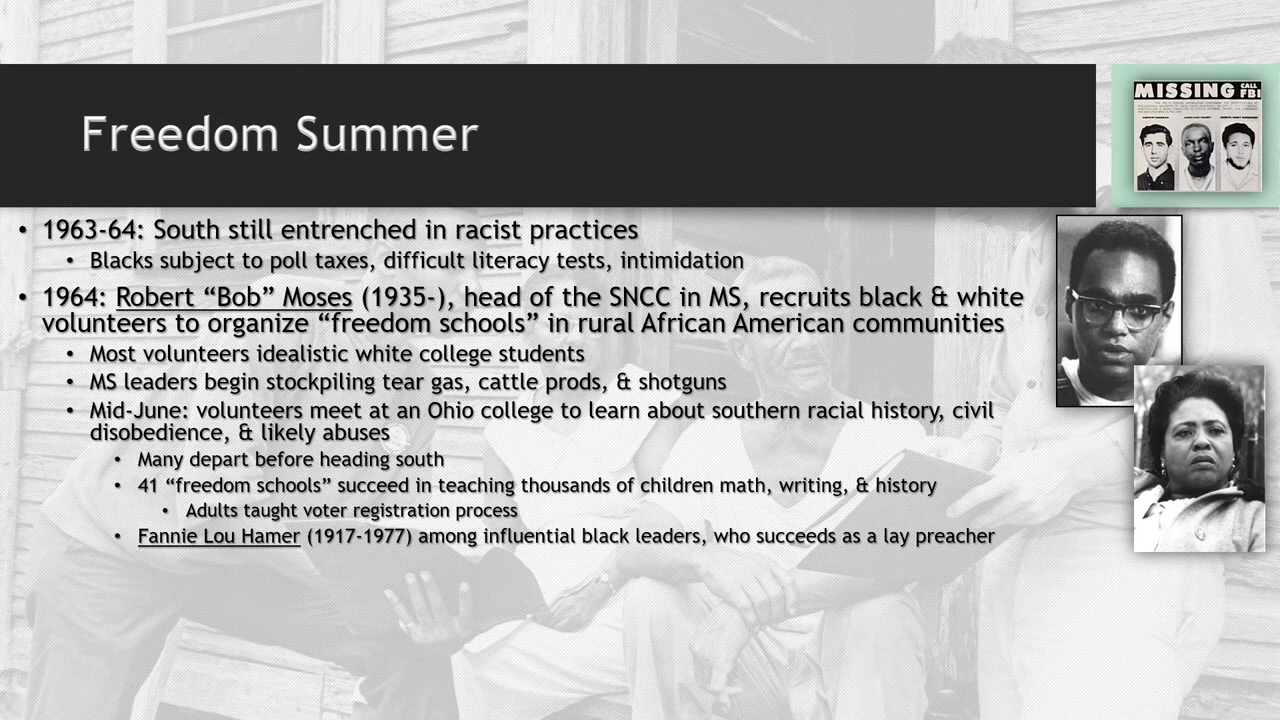 Freedom Summer
MISSING CALL FBI
• 1963-64: South still entrenched in racist practices
• Blacks subject to poll taxes, difficult literacy tests, intimidation
• 1964: Robert “Bob” Moses (1935-), head of the SNCC in MS, recruits black & white
volunteers to organize “freedom schools” in rural African American communities
• Most volunteers idealistic white college students
• MS leaders begin stockpiling tear gas, cattle prods, & shotguns
• Mid-June: volunteers meet at an Ohio college to learn about southern racial history, civil
disobedience, & likely abuses
• Many depart before heading south
• 41 “freedom schools” succeed in teaching thousands of children math, writing, & history
• Adults taught voter registration process
• Fannie Lou Hamer (1917-1977) among influential black leaders, who succeeds as a lay preacher